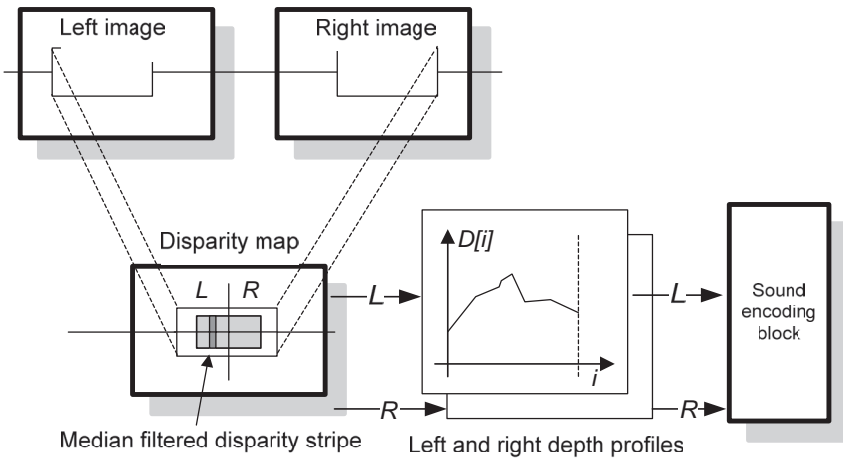 Left image
Right image
Disparity map
L R
D[i]
i
L
L
R
R
Sound
encoding
block
Median filtered disparity stripe
Left and right depth profiles